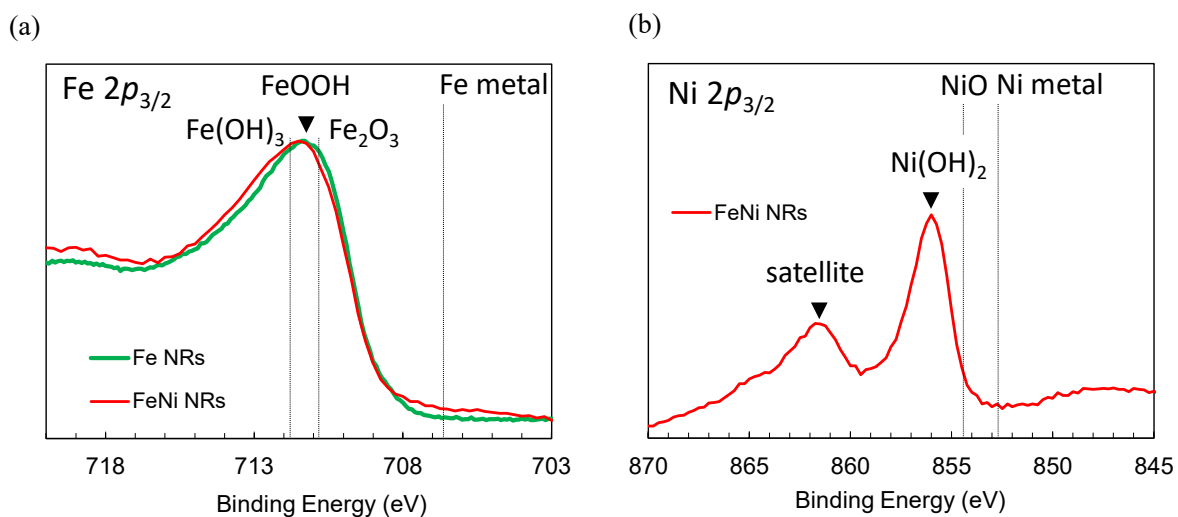 (a)
Fe 2p3/2
FeOOH
Fe metal
Fe(OH)3
Fe2O3
Fe NRs
FeNi NRs
718 713 708 703
Binding Energy (eV)
(b)
Ni 2p3/2
NiO Ni metal
Ni(OH)2
FeNi NRs
satellite
870 865 860 855 850 845
Binding Energy (eV)